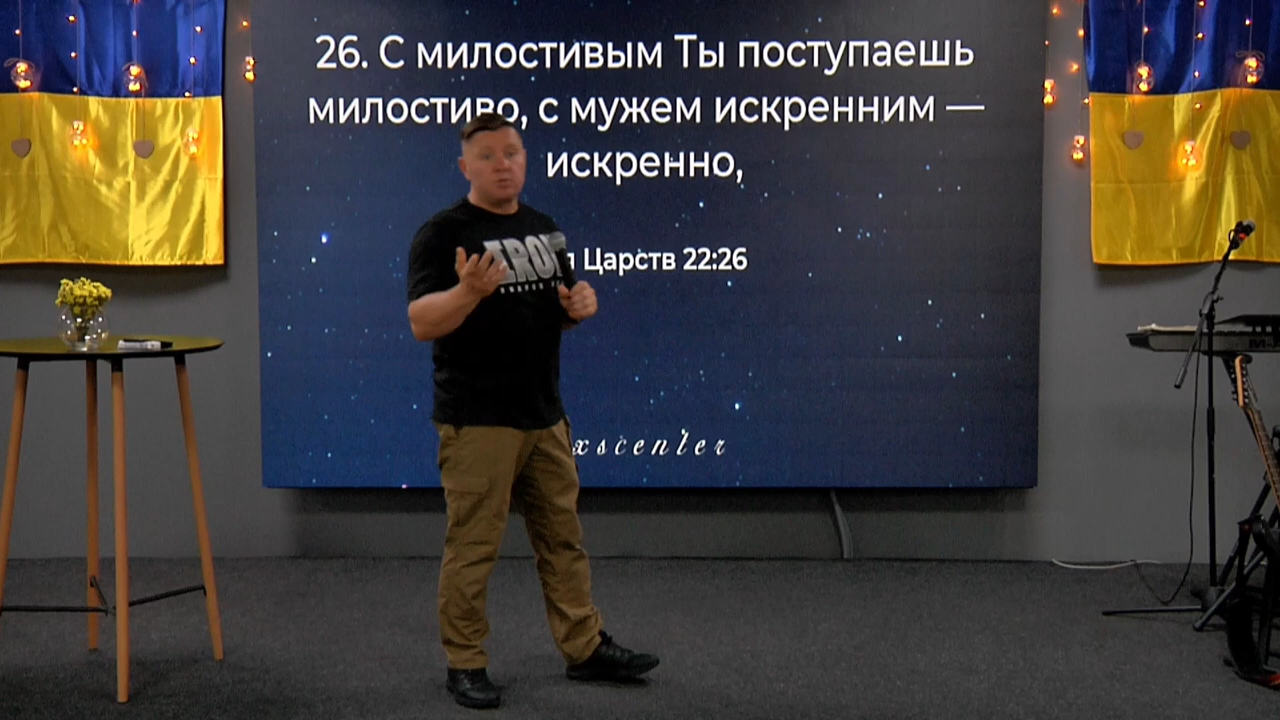 26. С милостивым Ты поступаешь
милостиво, с мужем искренним —
искренно,
Царств 22:26
xscenter